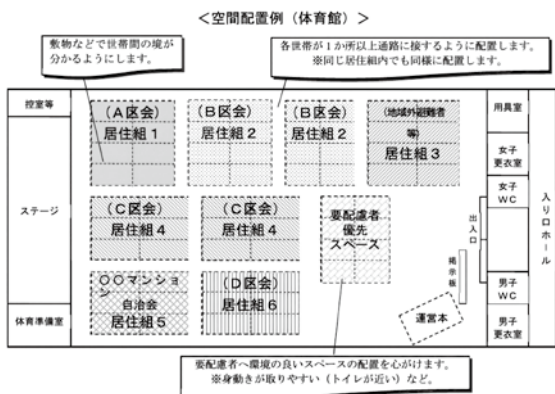 ＜空間配置例（体育館）＞
敷物などで世帯間の境が
分かるようにします。
各世帯が１か所以上通路に接するように配置します。
※同じ居住組内でも同様に配置します。
控室等
ステージ
体育準備室
（Ａ区会）
居住組１
（Ｂ区会）
居住組２
（Ｂ区会）
居住組２
（地域外避難者
等）
居住組３
（Ｃ区会）
居住組４
（Ｃ区会）
居住組４
要配慮者
優先
スペース
〇〇マンショ
ン
自治会
居住組５
（Ｄ区会）
居住組６
出入口
掲示板
運営本
用具室
女子
更衣室
女子
ＷＣ
男子
ＷＣ
男子
更衣室
入り口ホール
要配慮者へ環境の良いスペースの配置を心がけます。
※身動きが取りやすい（トイレが近い）など。